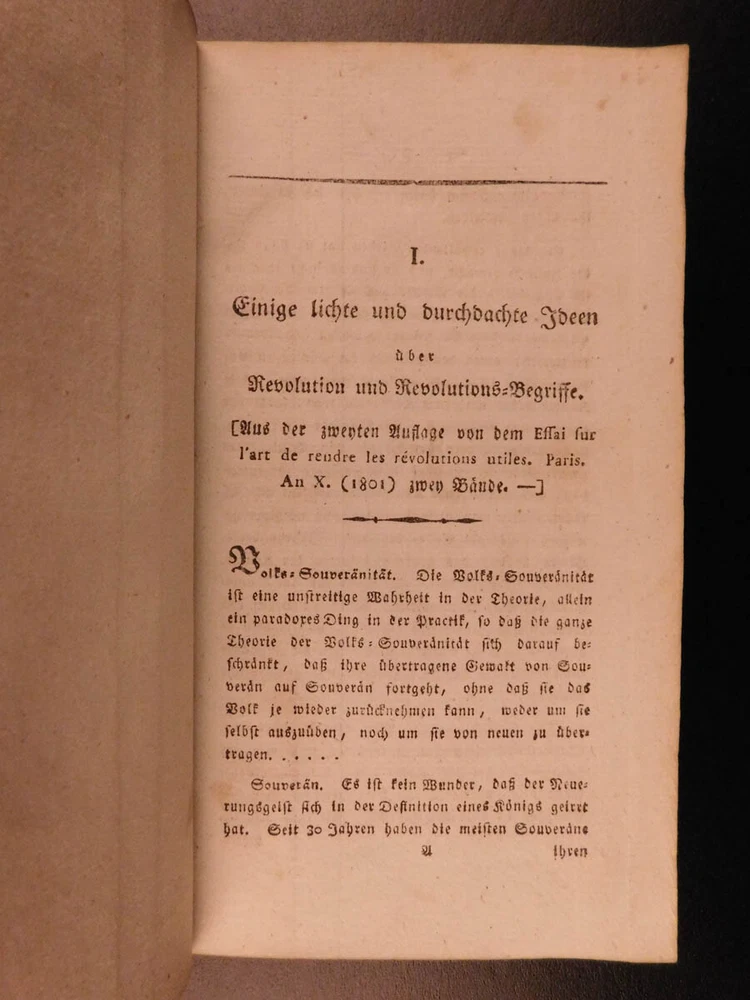 I.
Einige lichte und durchdachte Ideen
über
Revolution und Revolutions=Begriffe.
[Aus der zweyten Auflage von dem Essai sur
l'art de rendre les révolutions utiles. Paris.
An X. (1801) zwey Bände. —]
Volks=Souveränität. Die Volks=Souveränität
ist eine unstreitige Wahrheit in der Theorie, allein
ein paradoxes Ding in der Practik, so daß die ganze
Theorie der Volks=Souveränität sich darauf be=
schränkt, daß ihre übertragene Gewalt von Sou=
verän auf Souverän fortgeht, ohne daß sie das
Volk je wieder zurücknehmen kann, weder um sie
selbst auszuüben, noch um sie von neuen zu über=
tragen. . . . . .
Souverän. Es ist kein Wunder, daß der Neue=
rungsgeist sich in der Definition eines Königs geirrt
hat. Seit 30 Jahren haben die meisten Souveräne
A ihren